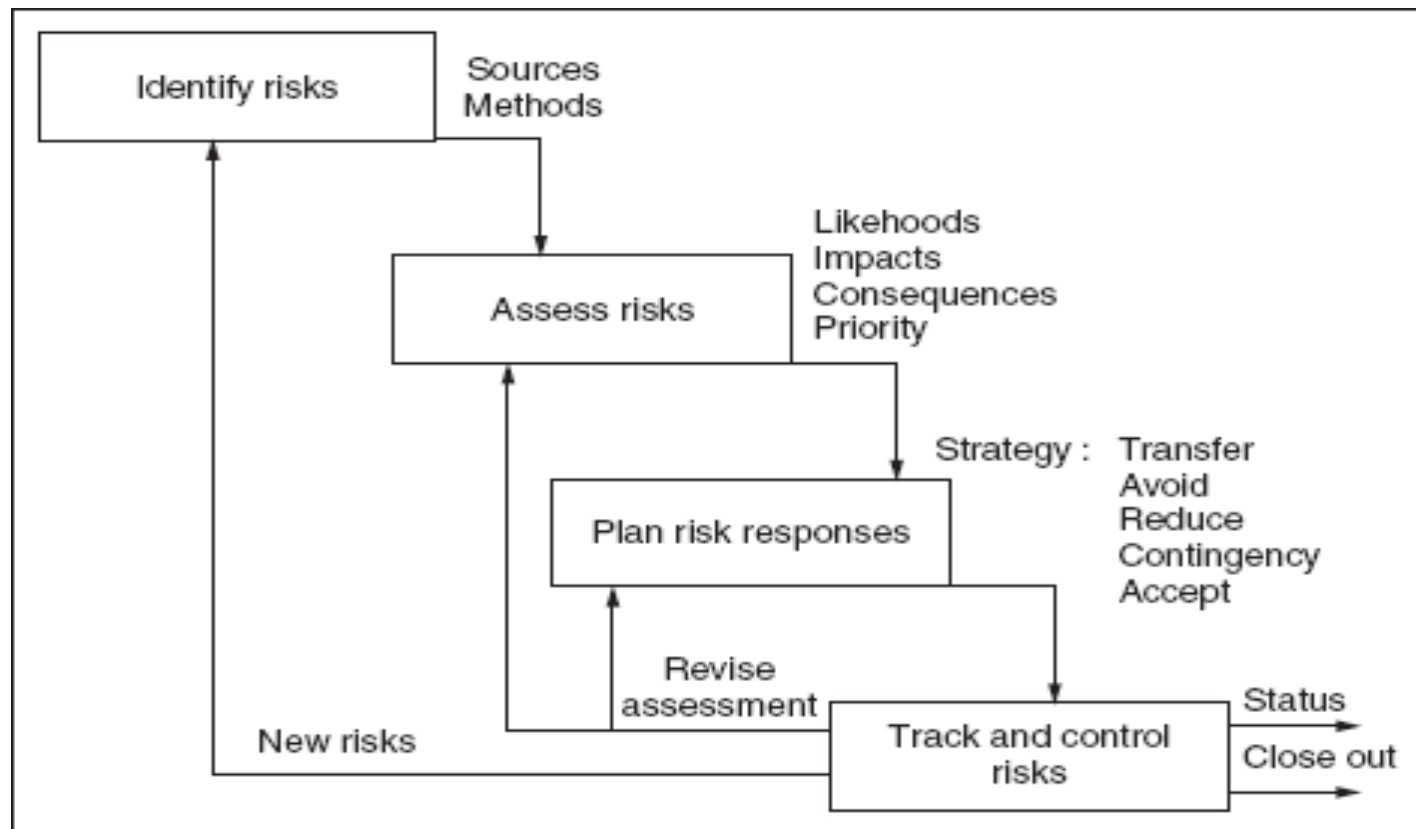 Identify risks
Sources
Methods
Likehoods
Impacts
Consequences
Priority
Assess risks
Strategy : Transfer
Avoid
Reduce
Contingency
Accept
Plan risk responses
Revise
assessment
New risks
Track and control
risks
Status
Close out